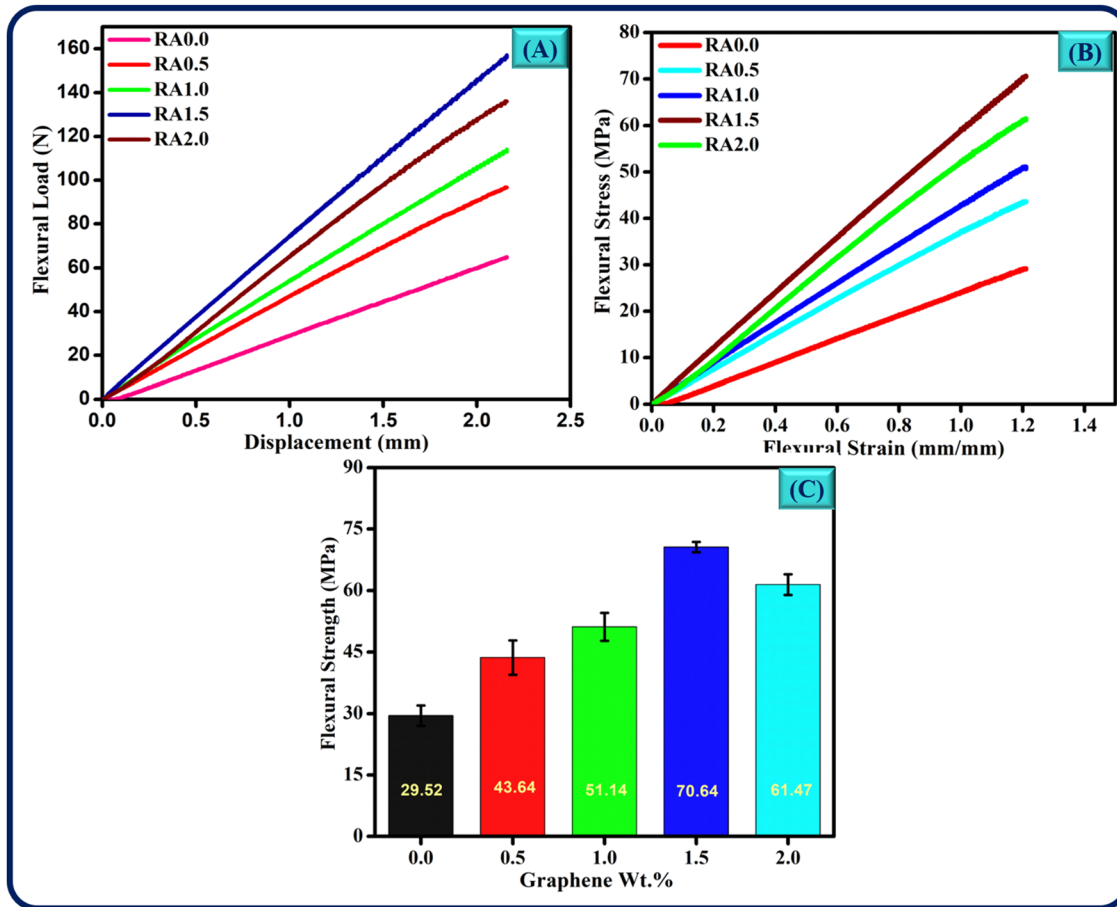 (A)
RA0.0
RA0.5
RA1.0
RA1.5
RA2.0
Flexural Load (N)
160
140
120
100
80
60
40
20
0
0.0 0.5 1.0 1.5 2.0 2.5
Displacement (mm)
(B)
RA0.0
RA0.5
RA1.0
RA1.5
RA2.0
Flexural Stress (MPa)
80
70
60
50
40
30
20
10
0
0.0 0.2 0.4 0.6 0.8 1.0 1.2 1.4
Flexural Strain (mm/mm)
(C)
Flexural Strength (MPa)
90
75
60
45
30
15
0
29.52 43.64 51.14 70.64 61.47
0.0 0.5 1.0 1.5 2.0
Graphene Wt.%